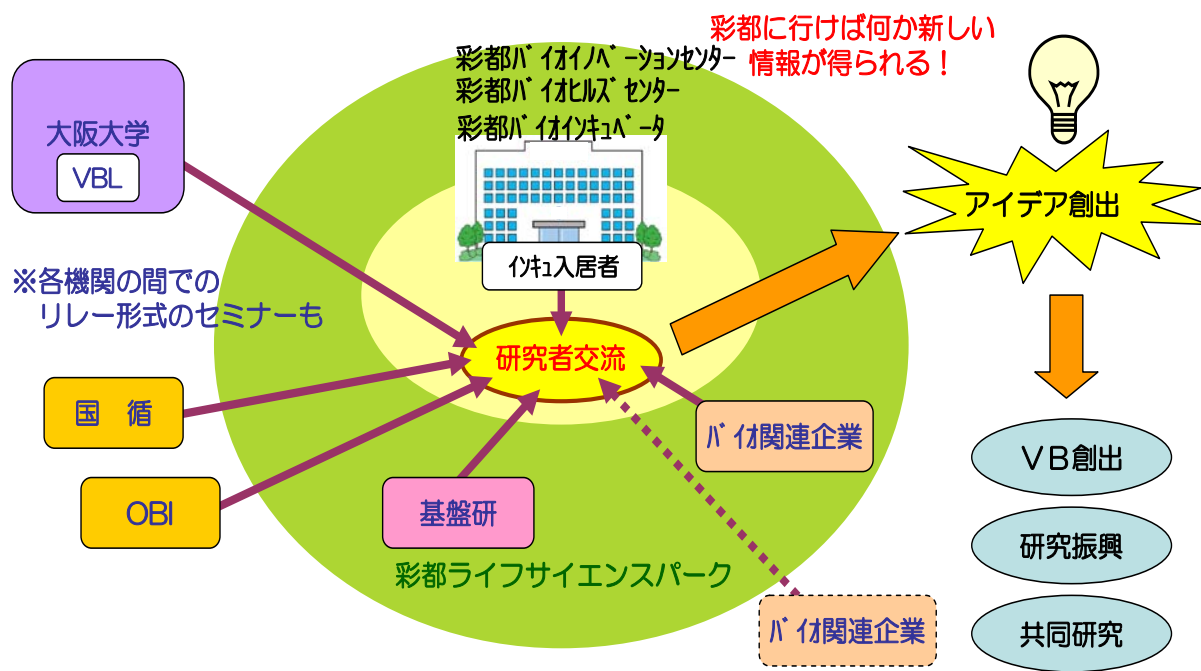 彩都に行けば何か新しい
情報が得られる！
彩都ﾊﾞｲｵｲﾉﾍﾞｰｼｮﾝｾﾝﾀｰ
彩都ﾊﾞｲｵﾋﾙｽﾞｾﾝﾀｰ
彩都ﾊﾞｲｵｲﾝｷｭﾍﾞｰﾀ
大阪大学
VBL
アイデア創出
ｲﾝｷｭ入居者
※各機関の間での
リレー形式のセミナーも
研究者交流
国　循
ﾊﾞｲｵ関連企業
ＶＢ創出
OBI
基盤研
研究振興
彩都ライフサイエンスパーク
ﾊﾞｲｵ関連企業
共同研究